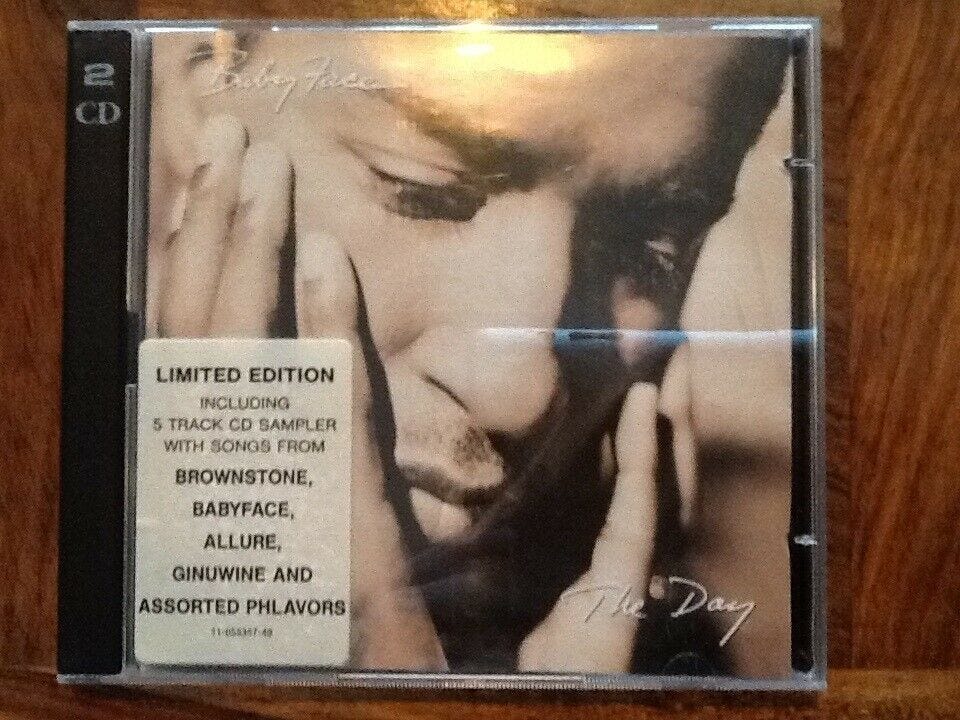 2
CD
Baby Face
LIMITED EDITION
INCLUDING
5 TRACK CD SAMPLER
WITH SONGS FROM
BROWNSTONE,
BABYFACE,
ALLURE,
GINUWINE AND
ASSORTED PHLAVORS
The Day